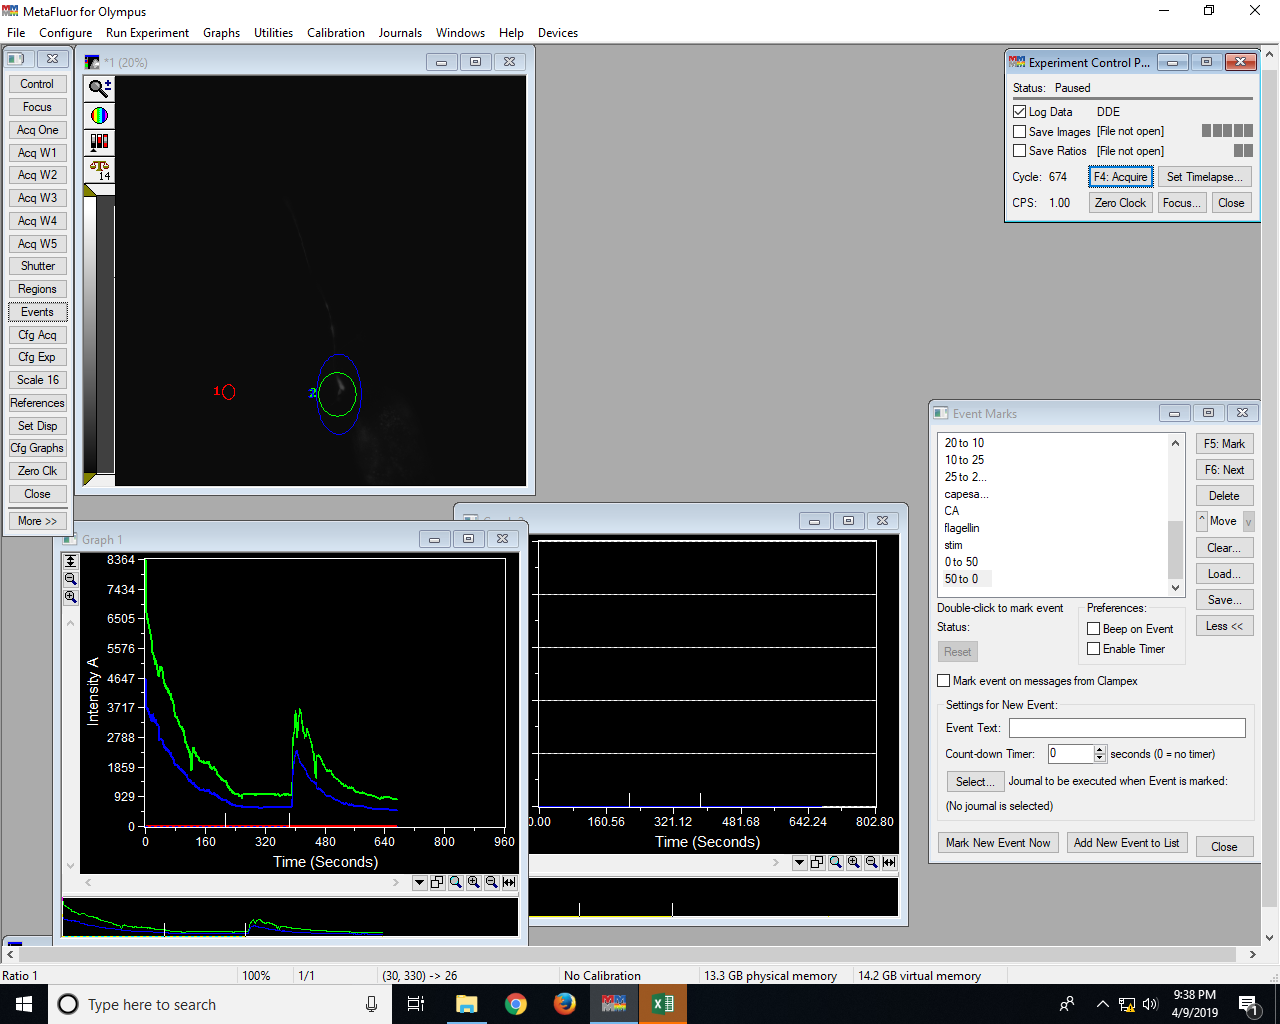 MetaFluor for Olympus
File Configure Run Experiment Graphs Utilities Calibration Journals Windows Help Devices
Control
Focus
Acq One
Acq W1
Acq W2
Acq W3
Acq W4
Acq W5
Shutter
Regions
Events
Cfg Acq
Cfg Exp
Scale 16
References
Set Disp
Cfg Graphs
Zero Clk
Close
More >>
*1 (20%)
14
1
2
Experiment Control P...
Status: Paused
Log Data DDE
Save Images [File not open]
Save Ratios [File not open]
Cycle: 674 F4: Acquire Set Timelapse...
CPS: 1.00 Zero Clock Focus... Close
Event Marks
20 to 10
10 to 25
25 to 2...
capesa...
CA
flagellin
stim
0 to 50
50 to 0
F5: Mark
F6: Next
Delete
^ Move v
Clear...
Load...
Save...
Less <<
Double-click to mark event
Status:
Reset
Preferences:
Beep on Event
Enable Timer
Mark event on messages from Clampex
Settings for New Event:
Event Text:
Count-down Timer: 0 seconds (0 = no timer)
Select... Journal to be executed when Event is marked:
(No journal is selected)
Mark New Event Now Add New Event to List Close
Graph 1
8364
7434
6505
5576
4647
3717
2788
1859
929
0
Intensity A
0 160 320 480 640 800 960
Time (Seconds)
0.00 160.56 321.12 481.68 642.24 802.80
Time (Seconds)
Ratio 1 100% 1/1 (30, 330) -> 26 No Calibration 13.3 GB physical memory 14.2 GB virtual memory
Type here to search
9:38 PM
4/9/2019
1